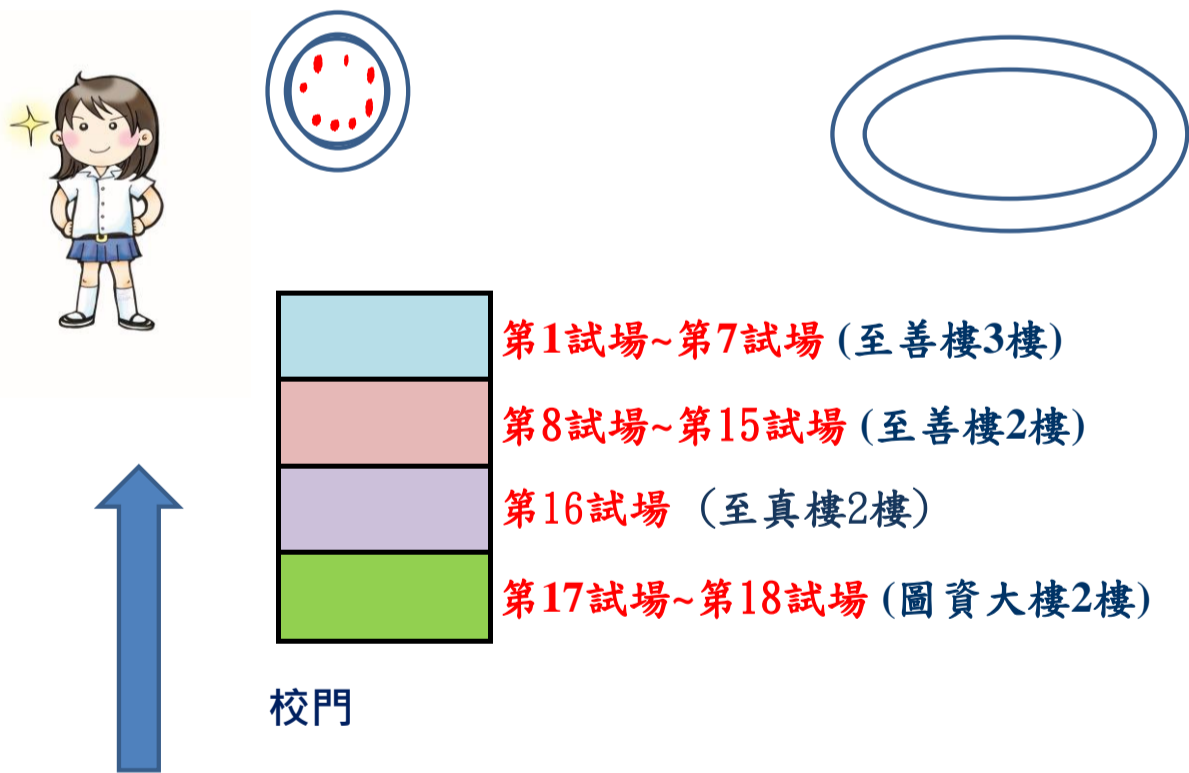 第1試場~第7試場 (至善樓3樓)
第8試場~第15試場 (至善樓2樓)
第16試場 (至真樓2樓)
第17試場~第18試場 (圖資大樓2樓)
校門